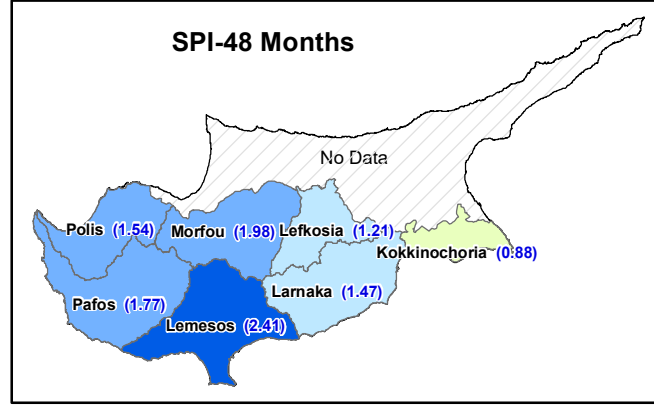 SPI-48 Months
No Data
Polis (1.54)
Morfou (1.98)
Lefkosia (1.21)
Kokkinochoria (0.88)
Pafos (1.77)
Larnaka (1.47)
Lemesos (2.41)